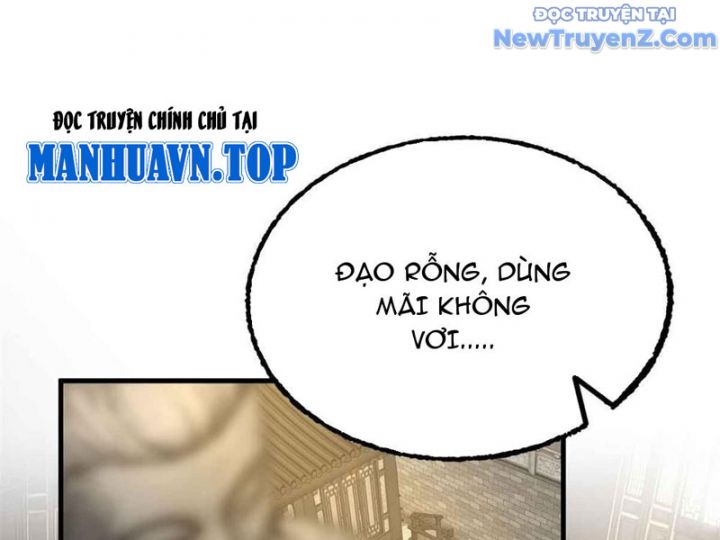 ĐỌC TRUYỆN TẠI
NewTruyenZ.Com
ĐỌC TRUYỆN CHÍNH CHỦ TẠI
MANHUAVN.TOP
ĐẠO RỖNG, DÙNG
MÃI KHÔNG
VƠI.....